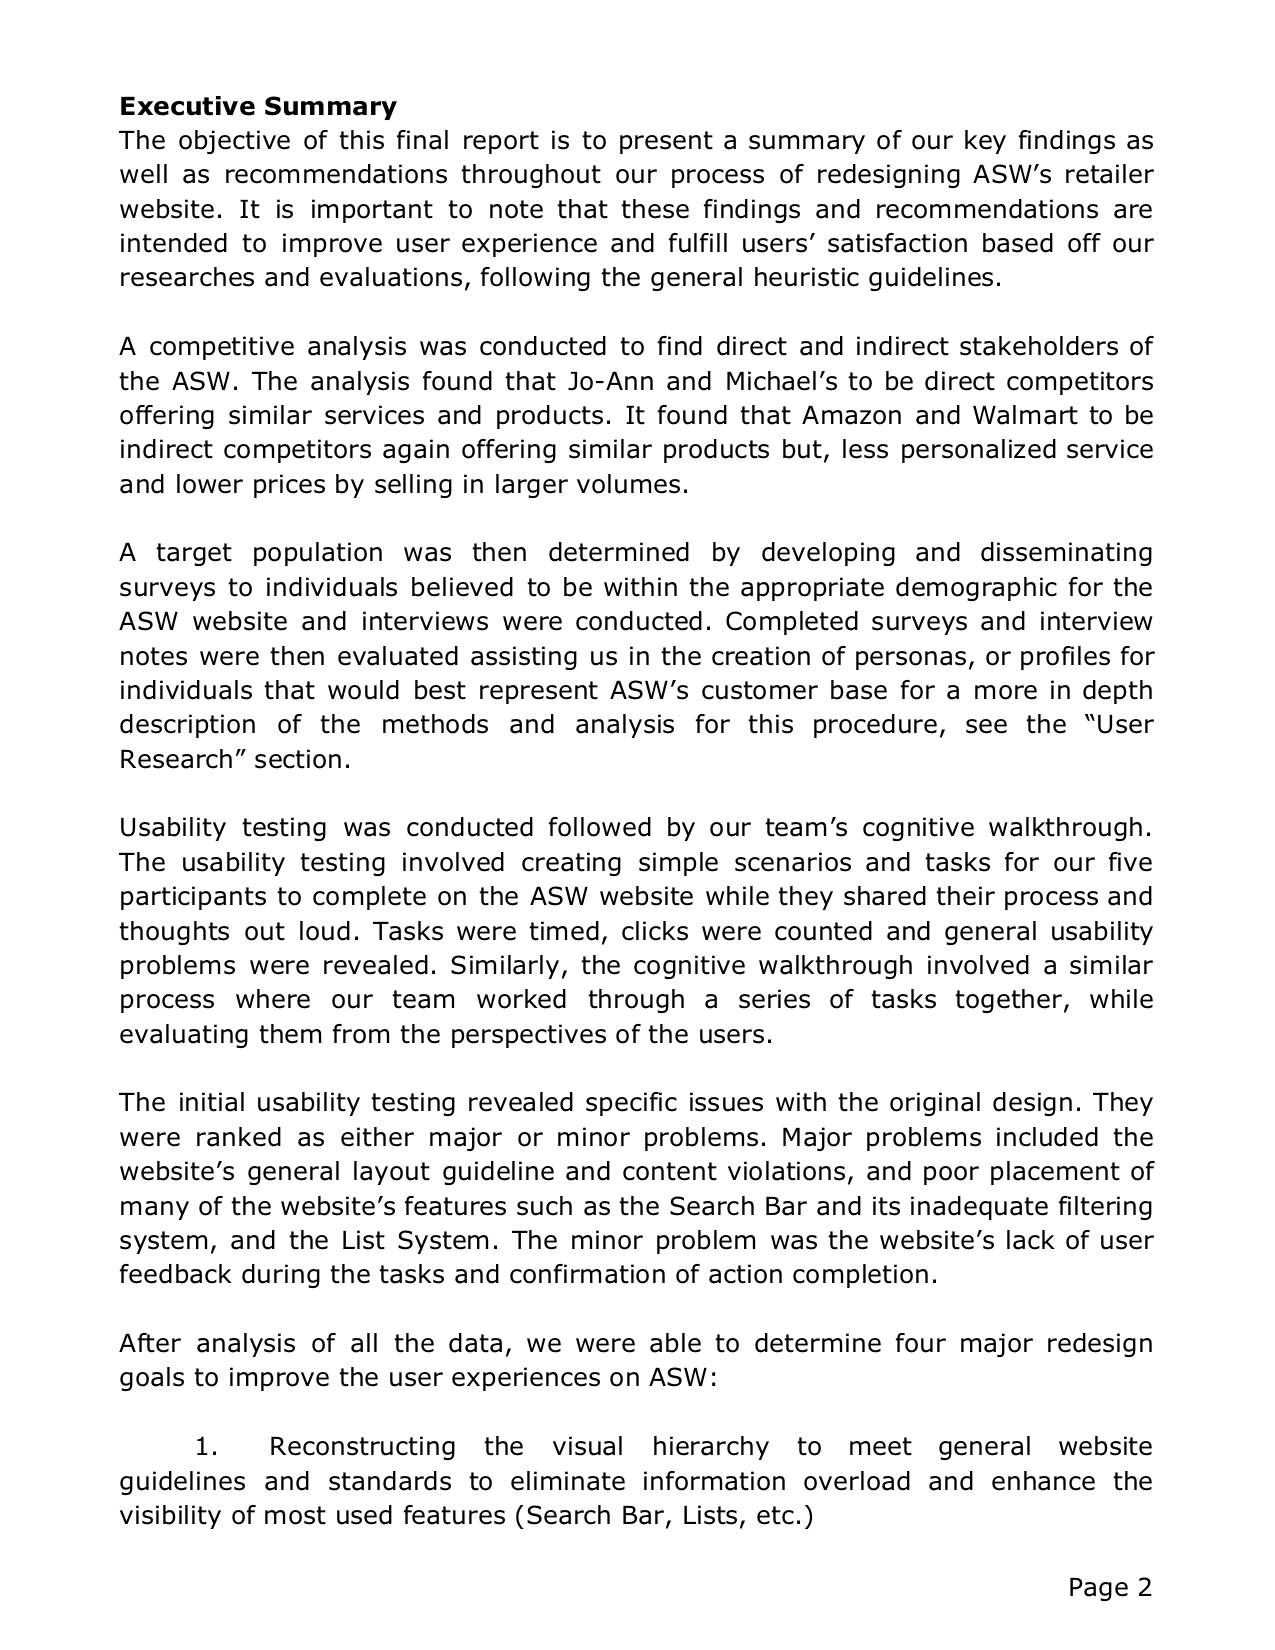 Executive Summary
The objective of this final report is to present a summary of our key findings as
well as recommendations throughout our process of redesigning ASW’s retailer
website. It is important to note that these findings and recommendations are
intended to improve user experience and fulfill users’ satisfaction based off our
researches and evaluations, following the general heuristic guidelines.
A competitive analysis was conducted to find direct and indirect stakeholders of
the ASW. The analysis found that Jo-Ann and Michael’s to be direct competitors
offering similar services and products. It found that Amazon and Walmart to be
indirect competitors again offering similar products but, less personalized service
and lower prices by selling in larger volumes.
A target population was then determined by developing and disseminating
surveys to individuals believed to be within the appropriate demographic for the
ASW website and interviews were conducted. Completed surveys and interview
notes were then evaluated assisting us in the creation of personas, or profiles for
individuals that would best represent ASW’s customer base for a more in depth
description of the methods and analysis for this procedure, see the “User
Research” section.
Usability testing was conducted followed by our team’s cognitive walkthrough.
The usability testing involved creating simple scenarios and tasks for our five
participants to complete on the ASW website while they shared their process and
thoughts out loud. Tasks were timed, clicks were counted and general usability
problems were revealed. Similarly, the cognitive walkthrough involved a similar
process where our team worked through a series of tasks together, while
evaluating them from the perspectives of the users.
The initial usability testing revealed specific issues with the original design. They
were ranked as either major or minor problems. Major problems included the
website’s general layout guideline and content violations, and poor placement of
many of the website’s features such as the Search Bar and its inadequate filtering
system, and the List System. The minor problem was the website’s lack of user
feedback during the tasks and confirmation of action completion.
After analysis of all the data, we were able to determine four major redesign
goals to improve the user experiences on ASW:
1. Reconstructing the visual hierarchy to meet general website
guidelines and standards to eliminate information overload and enhance the
visibility of most used features (Search Bar, Lists, etc.)
Page 2